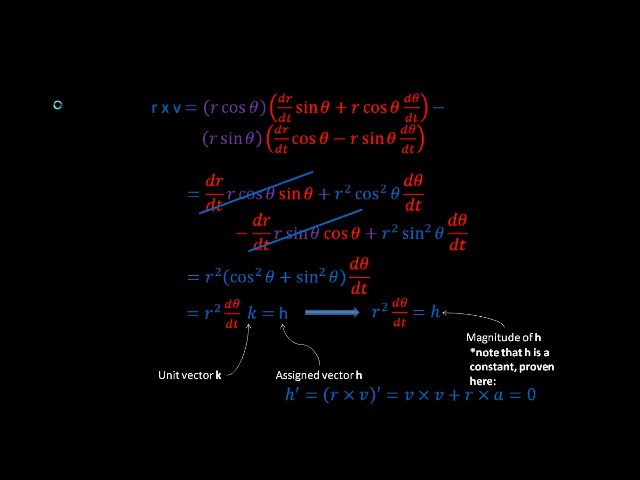 r x v = (r cos θ) (dr/dt sin θ + r cos θ dθ/dt) −
(r sin θ) (dr/dt cos θ − r sin θ dθ/dt)
= dr/dt r cos θ sin θ + r² cos² θ dθ/dt
− dr/dt r sin θ cos θ + r² sin² θ dθ/dt
= r²(cos² θ + sin² θ) dθ/dt
= r² dθ/dt k = h r² dθ/dt = h
Magnitude of h
*note that h is a
constant, proven
here:
Unit vector k Assigned vector h
h′ = (r × v)′ = v × v + r × a = 0